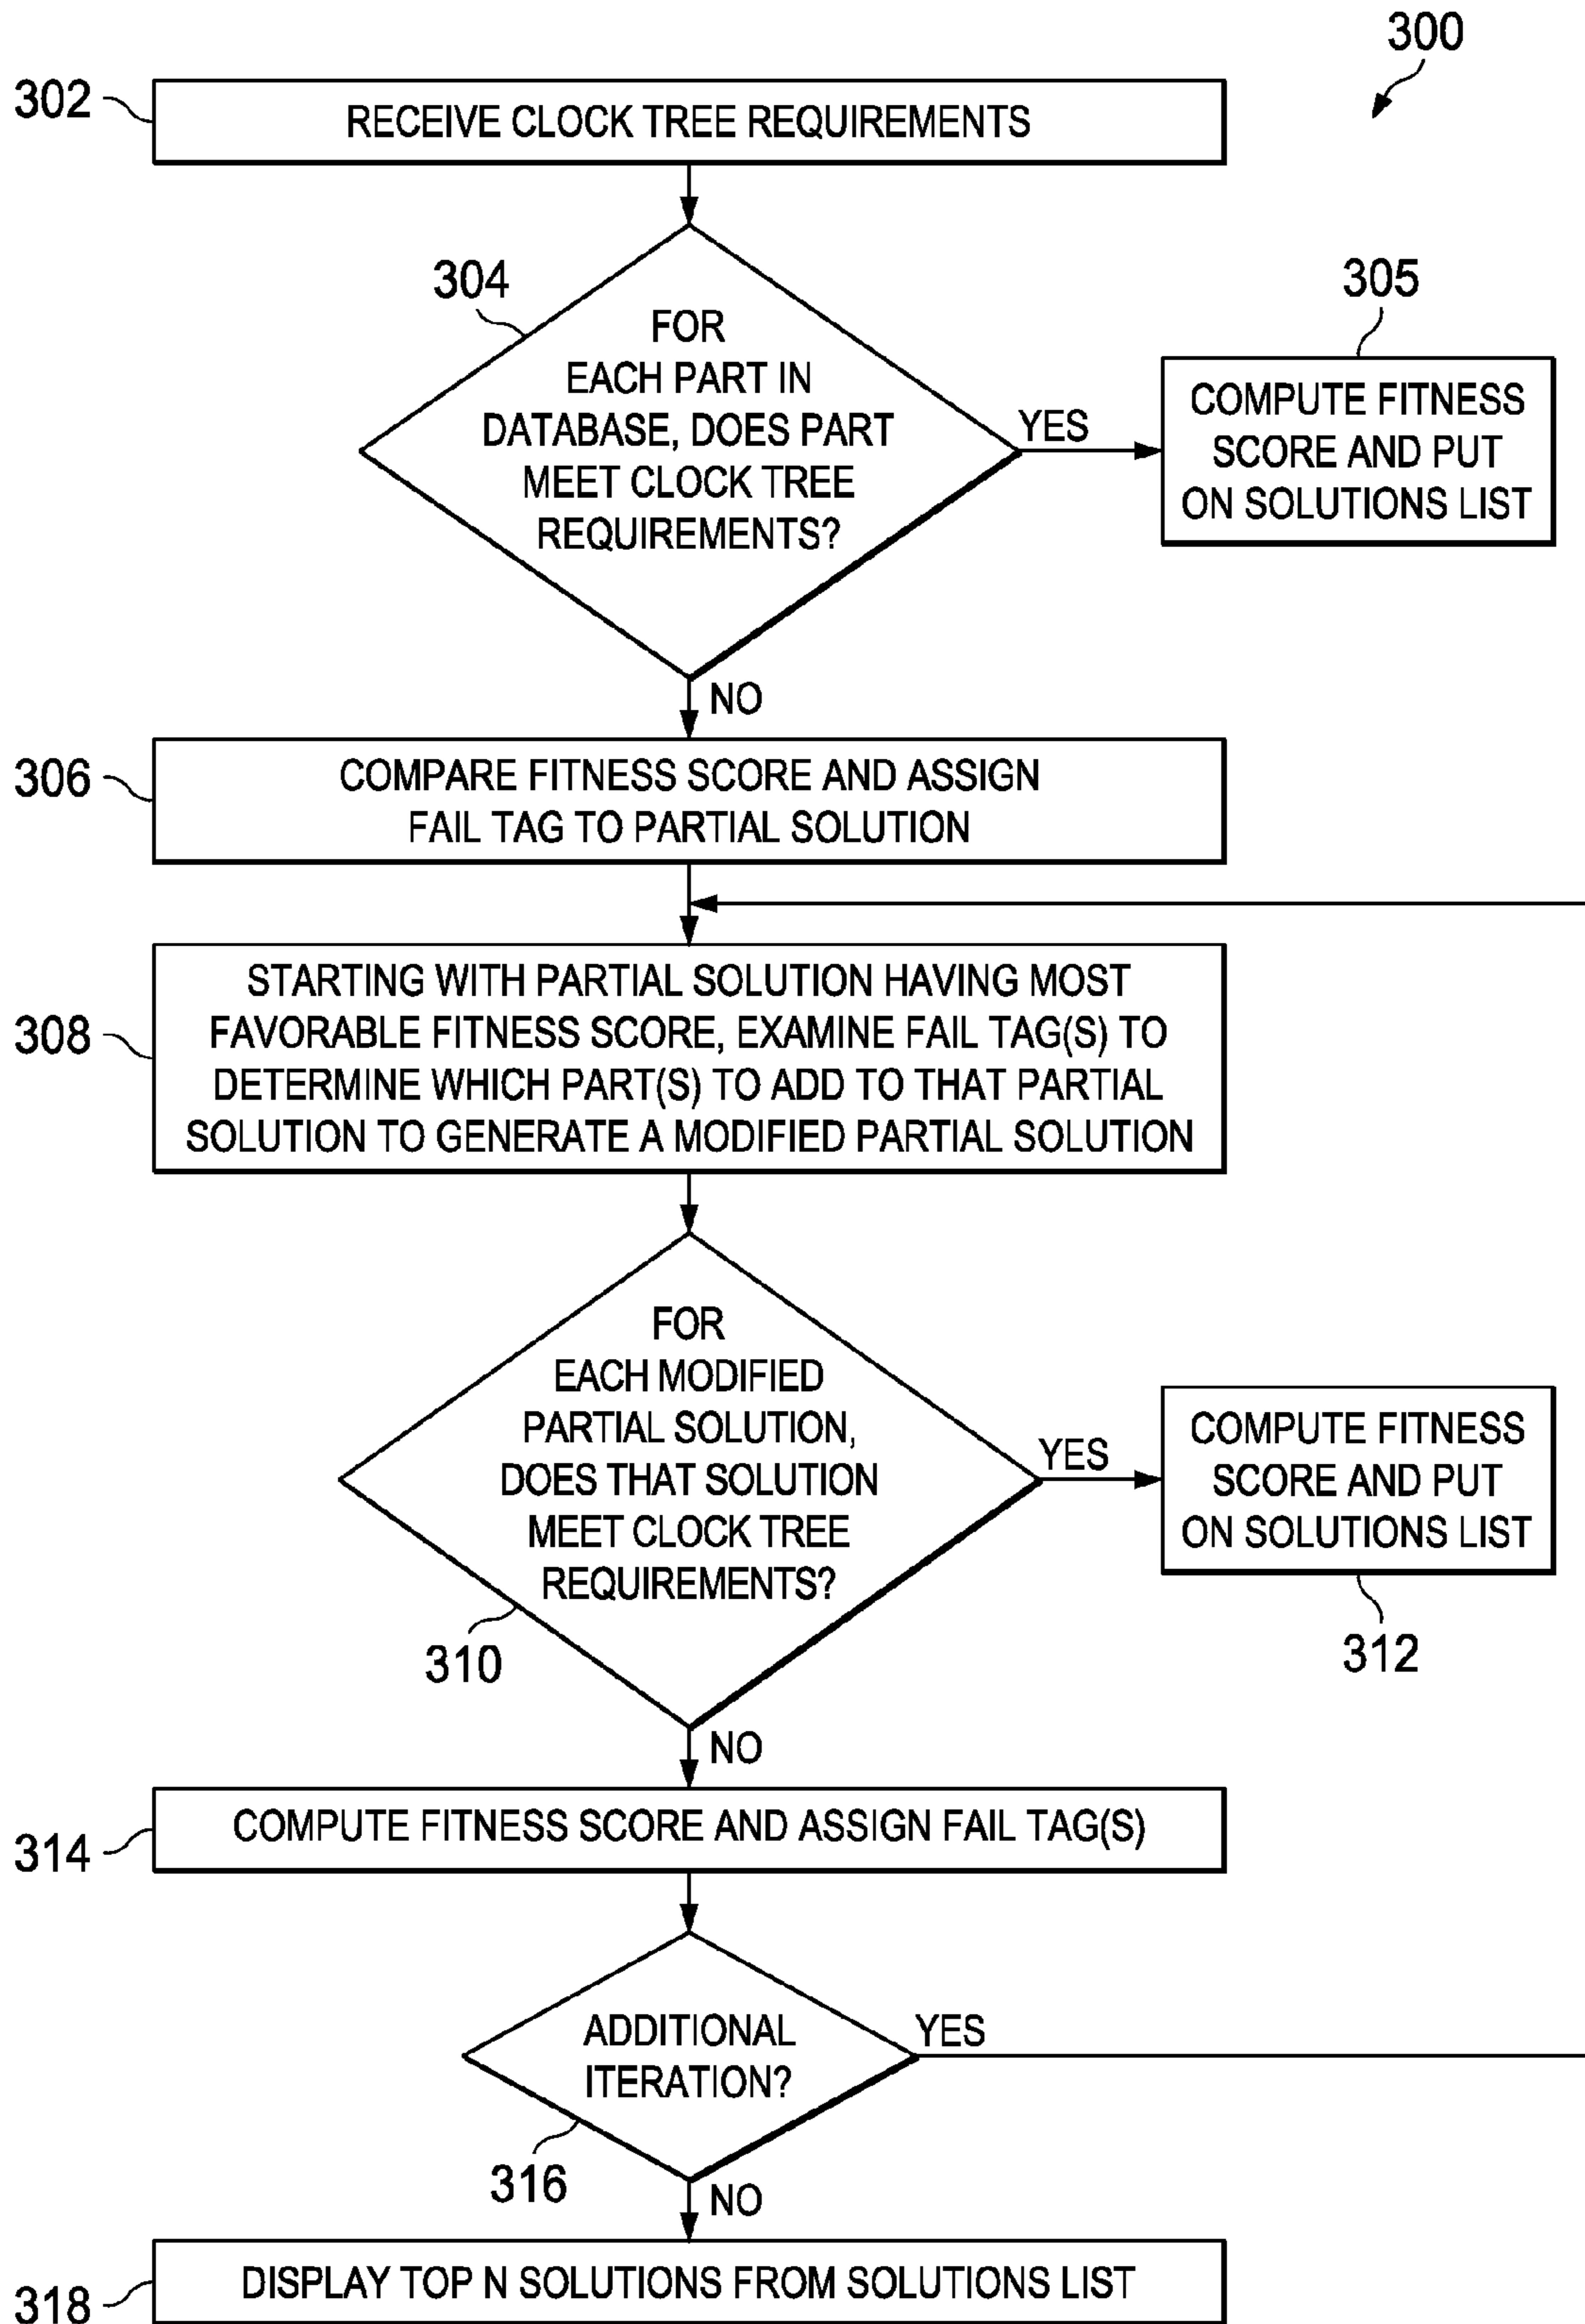 300
302
RECEIVE CLOCK TREE REQUIREMENTS
304
FOR
EACH PART IN
DATABASE, DOES PART
MEET CLOCK TREE
REQUIREMENTS?
YES
305
COMPUTE FITNESS
SCORE AND PUT
ON SOLUTIONS LIST
NO
306
COMPARE FITNESS SCORE AND ASSIGN
FAIL TAG TO PARTIAL SOLUTION
308
STARTING WITH PARTIAL SOLUTION HAVING MOST
FAVORABLE FITNESS SCORE, EXAMINE FAIL TAG(S) TO
DETERMINE WHICH PART(S) TO ADD TO THAT PARTIAL
SOLUTION TO GENERATE A MODIFIED PARTIAL SOLUTION
FOR
EACH MODIFIED
PARTIAL SOLUTION,
DOES THAT SOLUTION
MEET CLOCK TREE
REQUIREMENTS?
310
YES
COMPUTE FITNESS
SCORE AND PUT
ON SOLUTIONS LIST
312
NO
314
COMPUTE FITNESS SCORE AND ASSIGN FAIL TAG(S)
ADDITIONAL
ITERATION?
YES
316
NO
318
DISPLAY TOP N SOLUTIONS FROM SOLUTIONS LIST